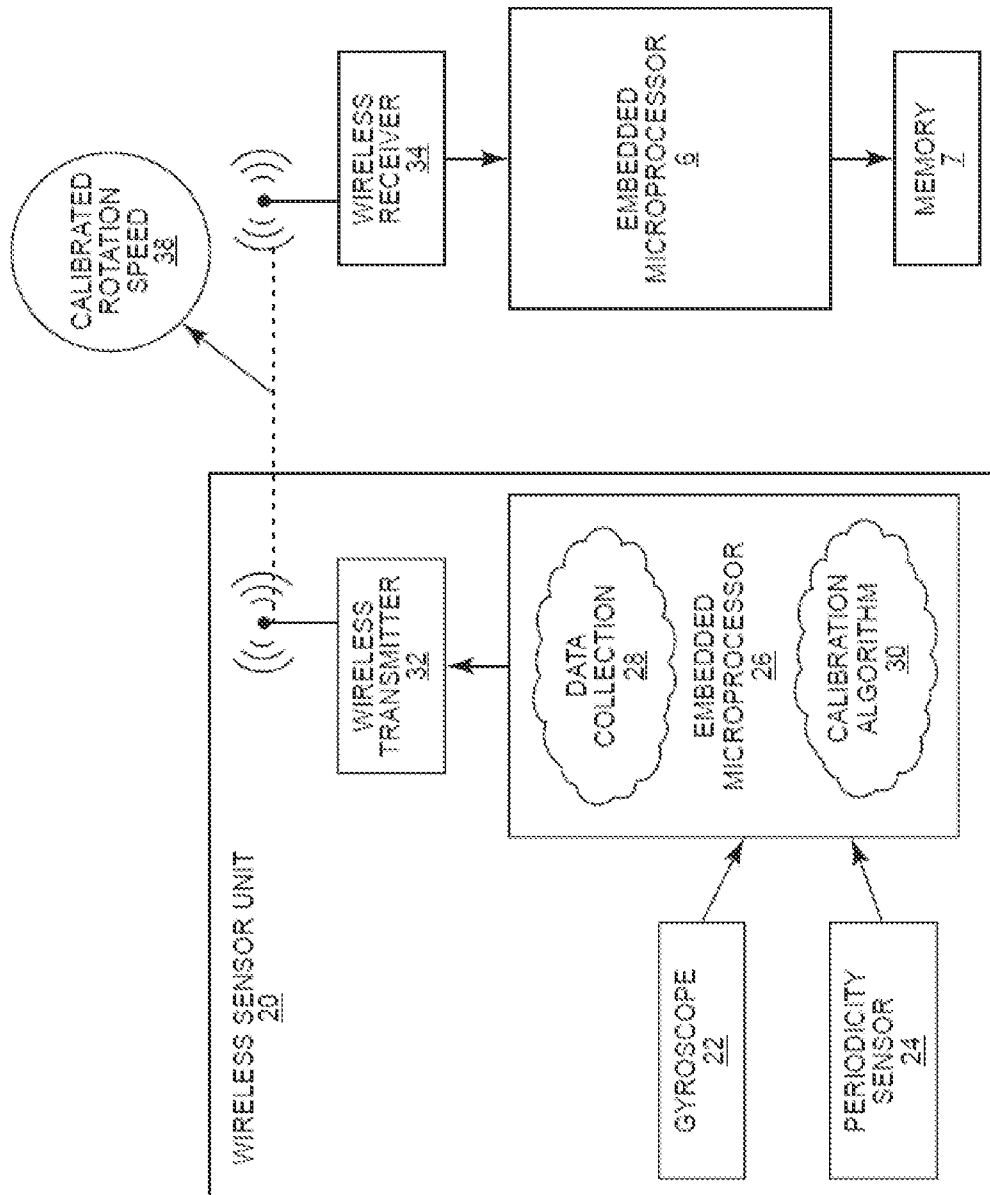 WIRELESS SENSOR UNIT
20
GYROSCOPE
22
PERIODICITY
SENSOR
24
WIRELESS
TRANSMITTER
32
DATA
COLLECTION
28
EMBEDDED
MICROPROCESSOR
26
CALIBRATION
ALGORITHM
30
CALIBRATED
ROTATION
SPEED
38
WIRELESS
RECEIVER
34
EMBEDDED
MICROPROCESSOR
6
MEMORY
7